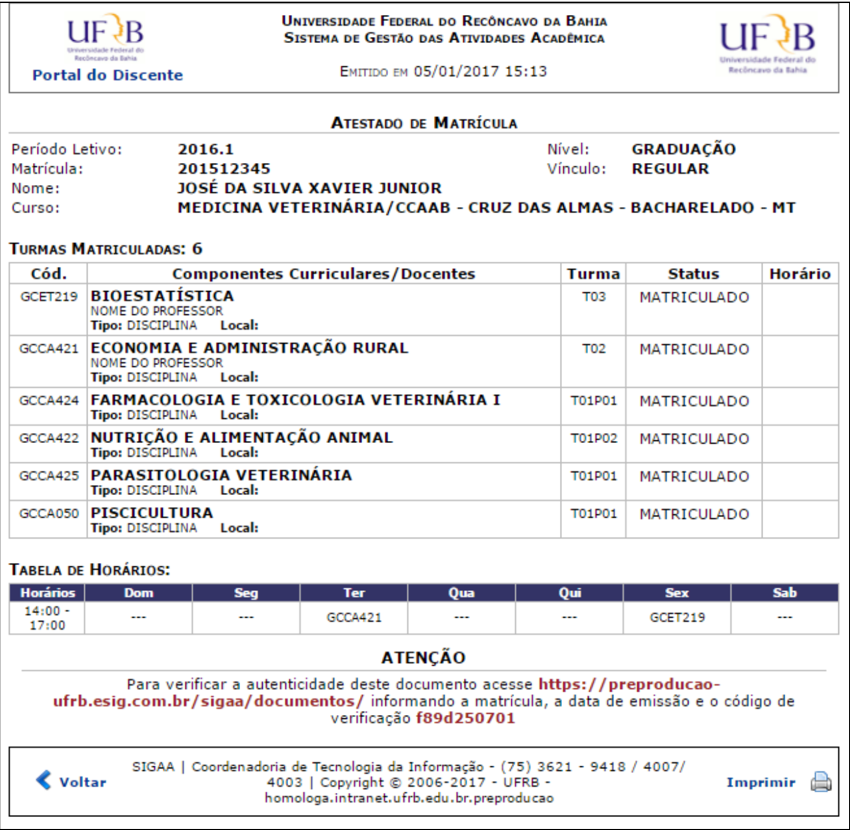 UFRB
Universidade Federal do
Recôncavo da Bahia
Portal do Discente
UNIVERSIDADE FEDERAL DO RECÔNCAVO DA BAHIA
SISTEMA DE GESTÃO DAS ATIVIDADES ACADÊMICA
EMITIDO EM 05/01/2017 15:13
UFRB
Universidade Federal do
Recôncavo da Bahia
ATESTADO DE MATRÍCULA
Período Letivo: 2016.1 Nível: GRADUAÇÃO
Matrícula: 201512345 Vínculo: REGULAR
Nome: JOSÉ DA SILVA XAVIER JUNIOR
Curso: MEDICINA VETERINÁRIA/CCAAB - CRUZ DAS ALMAS - BACHARELADO - MT
TURMAS MATRICULADAS: 6
Cód. Componentes Curriculares/Docentes Turma Status Horário
GCET219 BIOESTATÍSTICA T03 MATRICULADO
NOME DO PROFESSOR
Tipo: DISCIPLINA Local:
GCCA421 ECONOMIA E ADMINISTRAÇÃO RURAL T02 MATRICULADO
NOME DO PROFESSOR
Tipo: DISCIPLINA Local:
GCCA424 FARMACOLOGIA E TOXICOLOGIA VETERINÁRIA I T01P01 MATRICULADO
Tipo: DISCIPLINA Local:
GCCA422 NUTRIÇÃO E ALIMENTAÇÃO ANIMAL T01P02 MATRICULADO
Tipo: DISCIPLINA Local:
GCCA425 PARASITOLOGIA VETERINÁRIA T01P01 MATRICULADO
Tipo: DISCIPLINA Local:
GCCA050 PISCICULTURA T01P01 MATRICULADO
Tipo: DISCIPLINA Local:
TABELA DE HORÁRIOS:
Horários Dom Seg Ter Qua Qui Sex Sab
14:00 - 17:00 --- --- GCCA421 --- --- GCET219 ---
ATENÇÃO
Para verificar a autenticidade deste documento acesse https://preproducao-
ufrb.esig.com.br/sigaa/documentos/ informando a matrícula, a data de emissão e o código de
verificação f89d250701
Voltar
SIGAA | Coordenadoria de Tecnologia da Informação - (75) 3621 - 9418 / 4007/
4003 | Copyright © 2006-2017 - UFRB -
homologa.intranet.ufrb.edu.br.preproducao
Imprimir